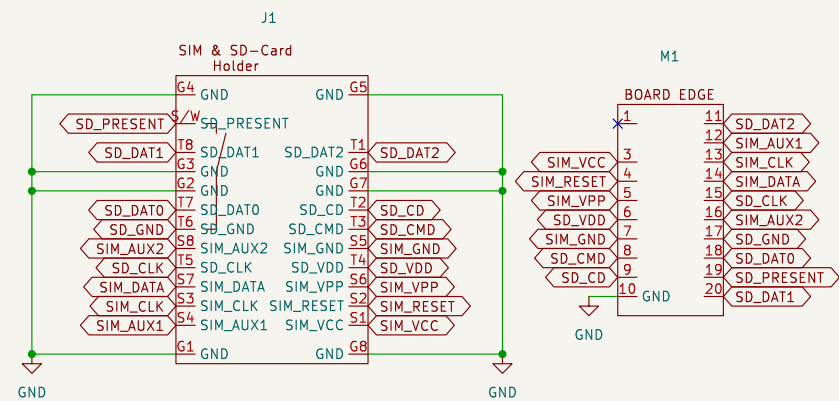 J1
SIM & SD-Card
Holder
G4 GND GND G5
S/W SD_PRESENT SD_PRESENT
SD_DAT1 T8 SD_DAT1 SD_DAT2 T1 SD_DAT2
G3 GND GND G6
G2 GND GND G7
SD_DAT0 T7 SD_DAT0 SD_CD T2 SD_CD
SD_GND T6 SD_GND SD_CMD T3 SD_CMD
SIM_AUX2 S8 SIM_AUX2 SIM_GND S5 SIM_GND
SD_CLK T5 SD_CLK SD_VDD T4 SD_VDD
SIM_DATA S7 SIM_DATA SIM_VPP S6 SIM_VPP
SIM_CLK S3 SIM_CLK SIM_RESET S2 SIM_RESET
SIM_AUX1 S4 SIM_AUX1 SIM_VCC S1 SIM_VCC
G1 GND GND G8
GND
GND
M1
BOARD EDGE
1 11 SD_DAT2
12 SIM_AUX1
SIM_VCC 3 13 SIM_CLK
SIM_RESET 4 14 SIM_DATA
SIM_VPP 5 15 SD_CLK
SD_VDD 6 16 SIM_AUX2
SIM_GND 7 17 SD_GND
SD_CMD 8 18 SD_DAT0
SD_CD 9 19 SD_PRESENT
10 GND 20 SD_DAT1
GND